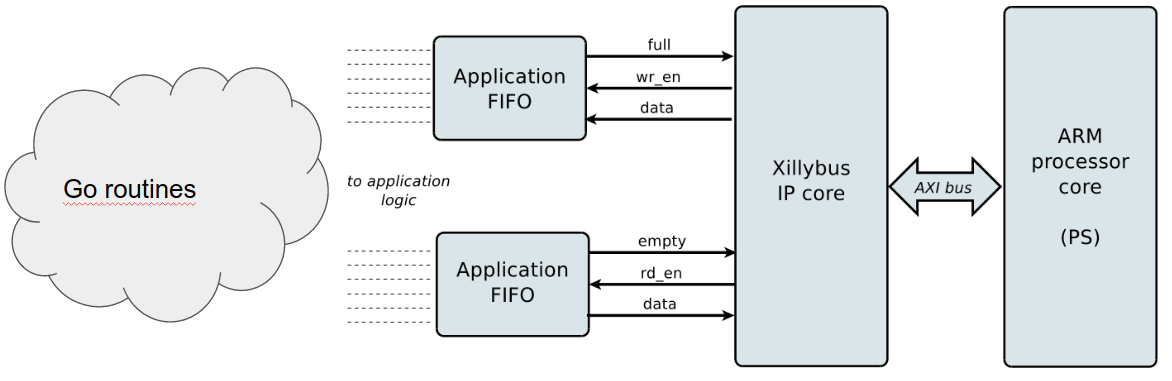 Go routines
Application
FIFO
full
wr_en
data
to application
logic
Application
FIFO
empty
rd_en
data
Xillybus
IP core
AXI bus
ARM
processor
core
(PS)